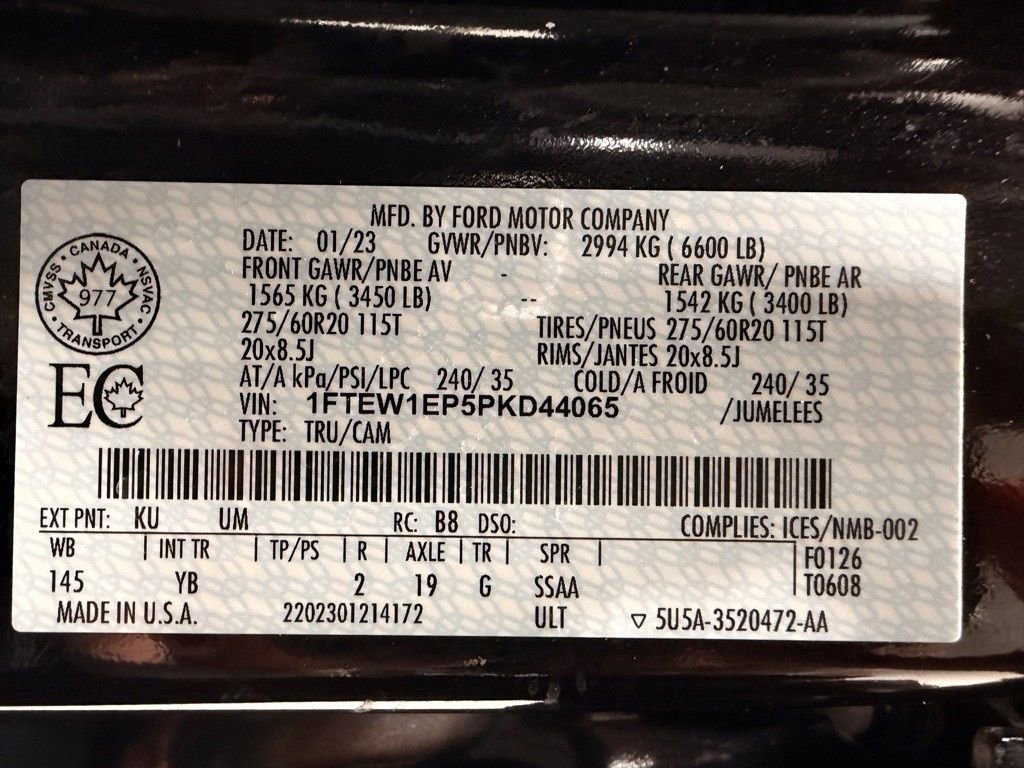 MFD. BY FORD MOTOR COMPANY
DATE: 01/23 GVWR/PNBV: 2994 KG ( 6600 LB)
FRONT GAWR/PNBE AV - REAR GAWR/ PNBE AR
1565 KG ( 3450 LB) -- 1542 KG ( 3400 LB)
275/60R20 115T TIRES/PNEUS 275/60R20 115T
20x8.5J RIMS/JANTES 20x8.5J
AT/A kPa/PSI/LPC 240/ 35 COLD/A FROID 240/ 35
VIN: 1FTEW1EP5PKD44065 /JUMELEES
TYPE: TRU/CAM
CANADA
CMVSS • NSVAC
977
TRANSPORT
EC
EXT PNT: KU UM RC: B8 DSO: COMPLIES: ICES/NMB-002
WB | INT TR | TP/PS | R | AXLE | TR | SPR | F0126
145 YB 2 19 G SSAA T0608
MADE IN U.S.A. 2202301214172 ULT ▽ 5U5A-3520472-AA